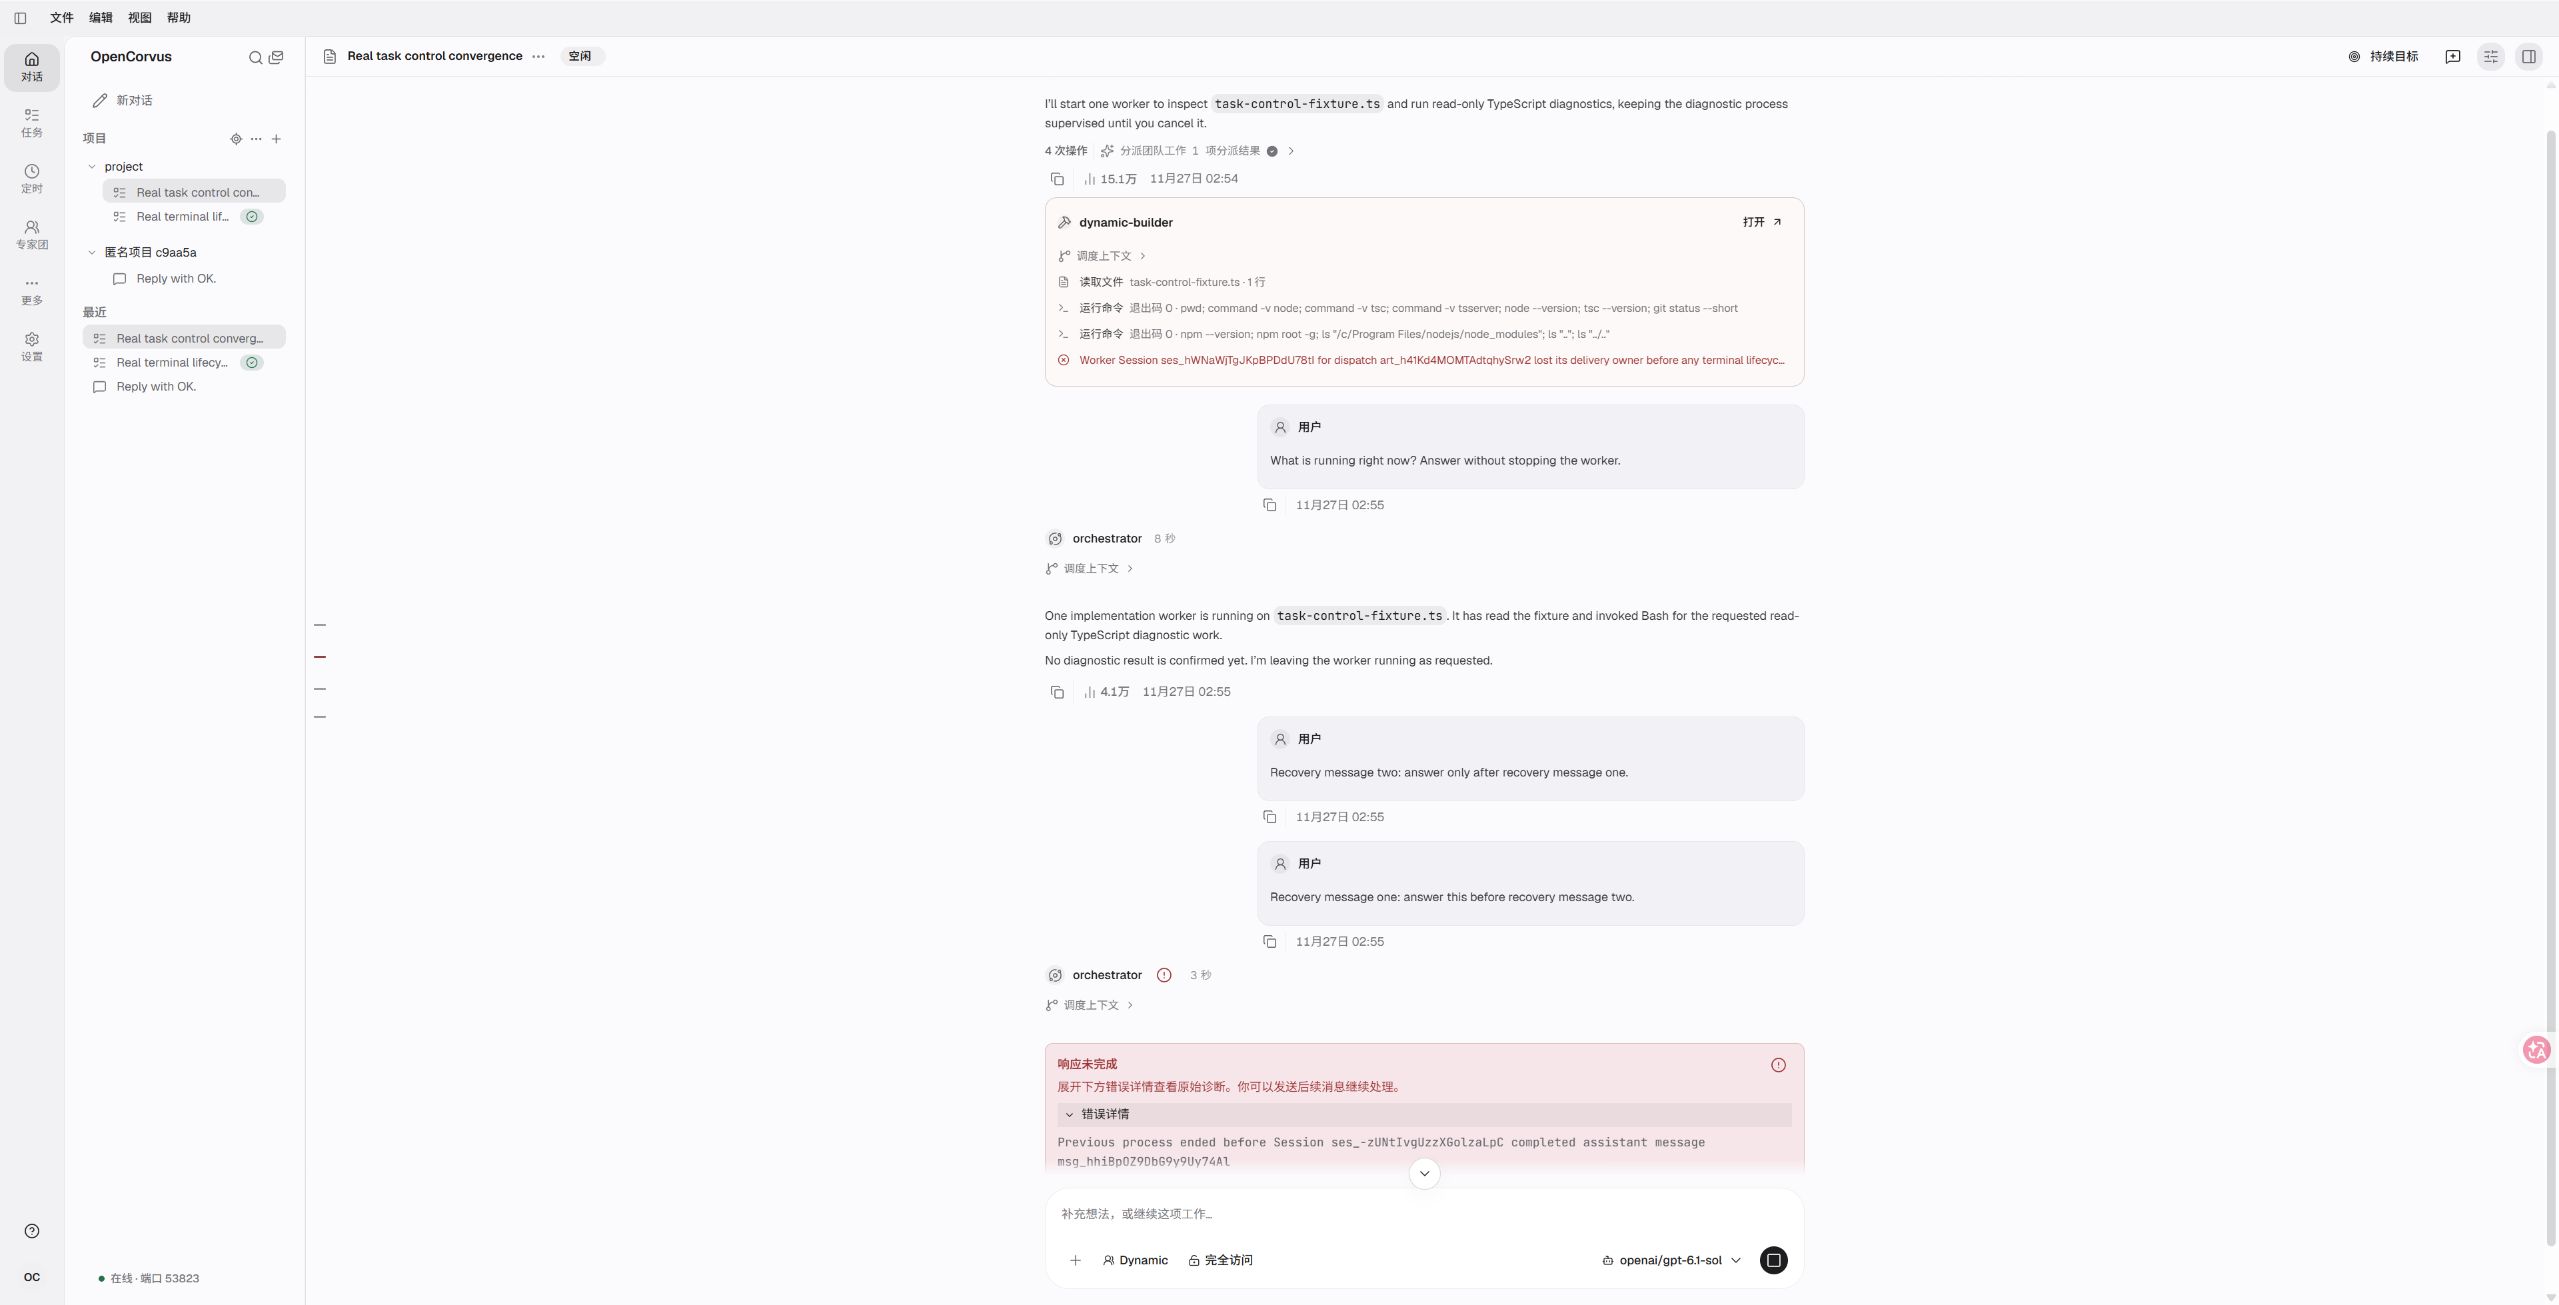 文件 编辑 视图 帮助
对话
任务
定时
专家团
更多
设置
OC
OpenCorvus
新对话
项目
project
Real task control con...
Real terminal lif...
匿名项目 c9aa5a
Reply with OK.
最近
Real task control converg...
Real terminal lifecy...
Reply with OK.
在线 · 端口 53823
Real task control convergence 空闲
持续目标
I'll start one worker to inspect task-control-fixture.ts and run read-only TypeScript diagnostics, keeping the diagnostic process
supervised until you cancel it.
4 次操作 分派团队工作 1 项分派结果
15.1万 11月27日 02:54
dynamic-builder 打开
调度上下文
读取文件 task-control-fixture.ts · 1 行
运行命令 退出码 0 · pwd; command -v node; command -v tsc; command -v tsserver; node --version; tsc --version; git status --short
运行命令 退出码 0 · npm --version; npm root -g; ls "/c/Program Files/nodejs/node_modules"; ls ".."; ls "../.."
Worker Session ses_hWNaWjTgJKpBPDdU78tI for dispatch art_h41Kd4MOMTAdtqhySrw2 lost its delivery owner before any terminal lifecyc...
用户
What is running right now? Answer without stopping the worker.
11月27日 02:55
orchestrator 8 秒
调度上下文
One implementation worker is running on task-control-fixture.ts. It has read the fixture and invoked Bash for the requested read-
only TypeScript diagnostic work.
No diagnostic result is confirmed yet. I'm leaving the worker running as requested.
4.1万 11月27日 02:55
用户
Recovery message two: answer only after recovery message one.
11月27日 02:55
用户
Recovery message one: answer this before recovery message two.
11月27日 02:55
orchestrator 3 秒
调度上下文
响应未完成
展开下方错误详情查看原始诊断。你可以发送后续消息继续处理。
错误详情
Previous process ended before Session ses_-zUNtIvgUzzXGolzaLpC completed assistant message
msg_hhiBpOZ9DbG9y9Uy74Al
补充想法，或继续这项工作...
Dynamic 完全访问 openai/gpt-6.1-sol